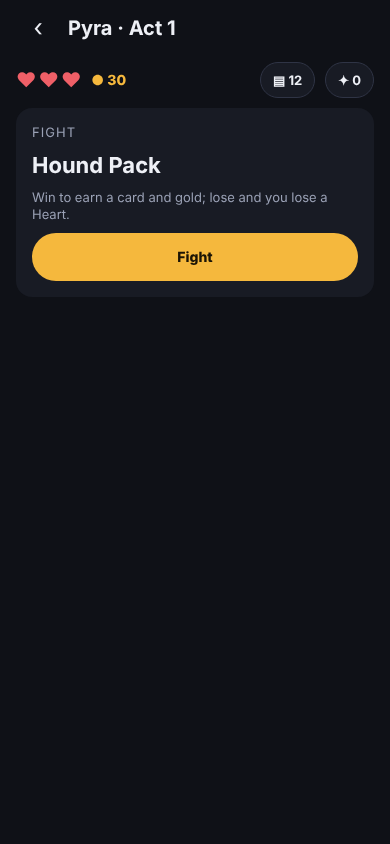 Pyra · Act 1
30
12
0
FIGHT
Hound Pack
Win to earn a card and gold; lose and you lose a
Heart.
Fight